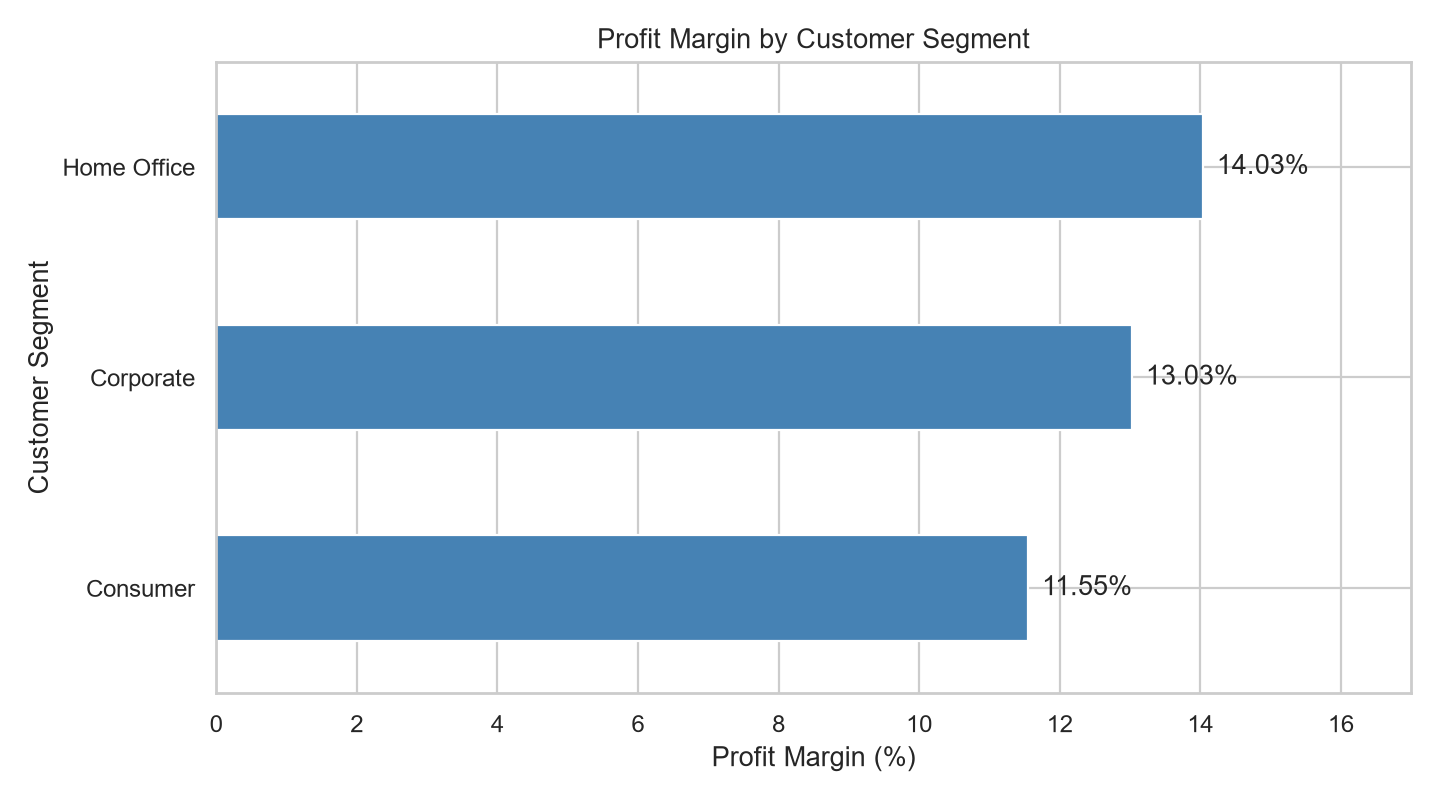 Profit Margin by Customer Segment
Customer Segment
Home Office
14.03%
Corporate
13.03%
Consumer
11.55%
0 2 4 6 8 10 12 14 16
Profit Margin (%)